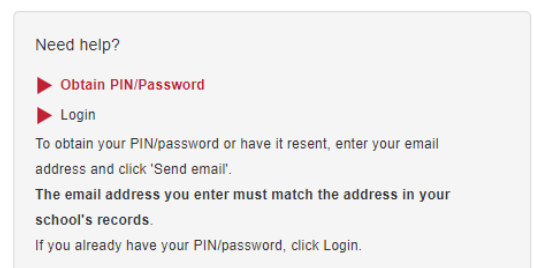 Need help?
Obtain PIN/Password
Login
To obtain your PIN/password or have it resent, enter your email
address and click 'Send email'.
The email address you enter must match the address in your
school's records.
If you already have your PIN/password, click Login.